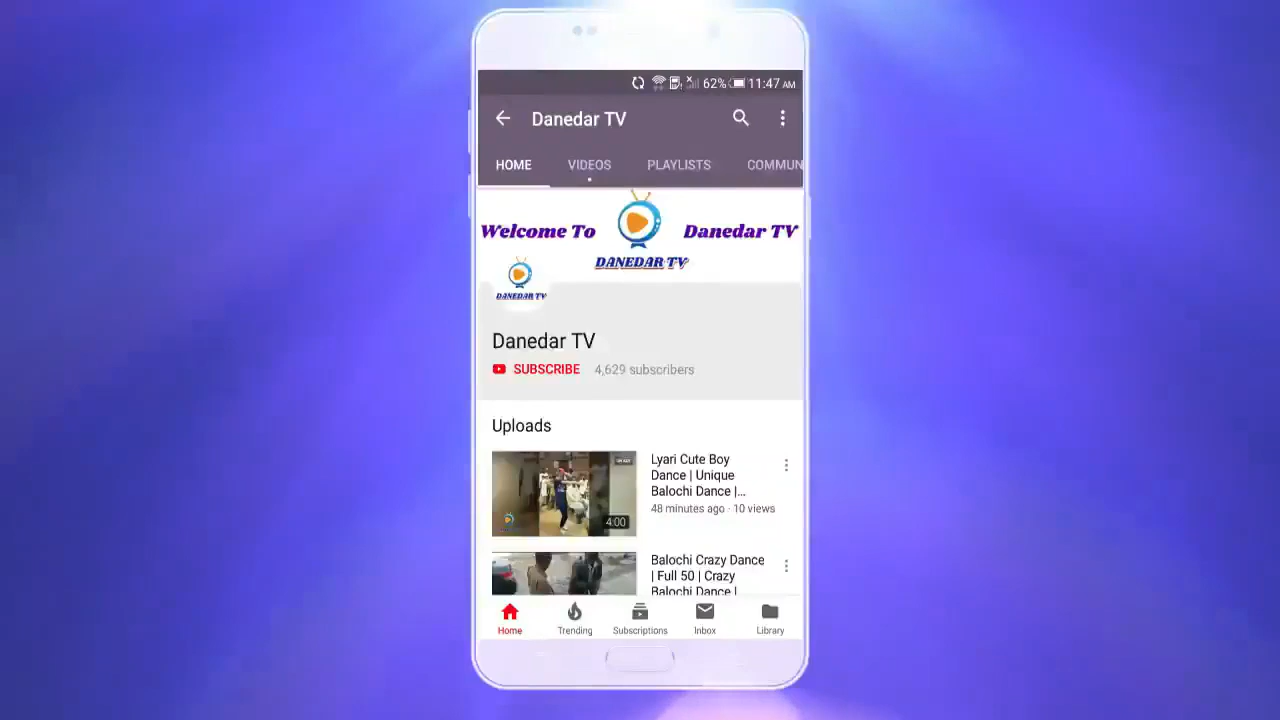 62% 11:47 AM
Danedar TV
HOME VIDEOS PLAYLISTS COMMUN
Welcome To Danedar TV
DANEDAR TV
DANEDAR TV
Danedar TV
SUBSCRIBE 4,629 subscribers
Uploads
Lyari Cute Boy
Dance | Unique
Balochi Dance |...
48 minutes ago · 10 views
4:00
Balochi Crazy Dance
| Full 50 | Crazy
Balochi Dance |
Home Trending Subscriptions Inbox Library